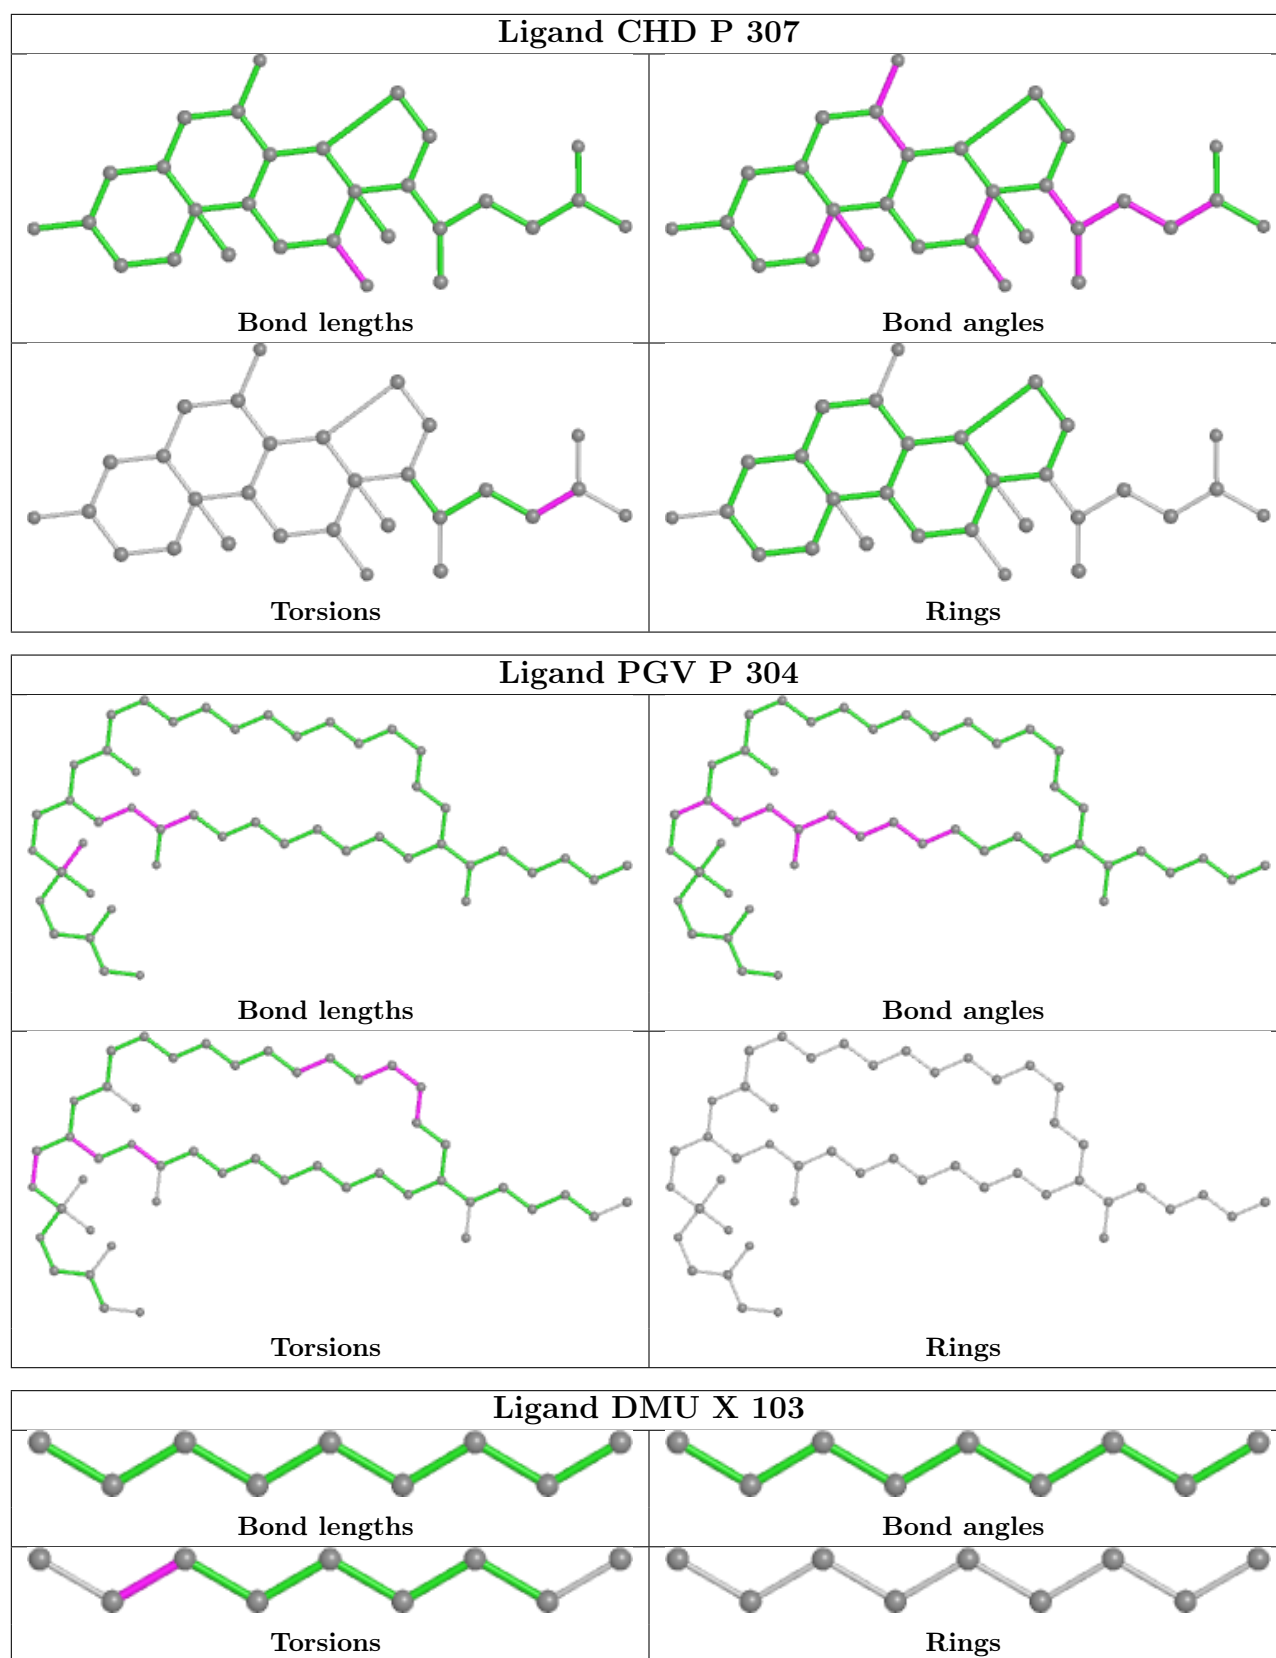 Ligand CHD P 307
Bond lengths
Bond angles
Torsions
Rings
Ligand PGV P 304
Bond lengths
Bond angles
Torsions
Rings
Ligand DMU X 103
Bond lengths
Bond angles
Torsions
Rings